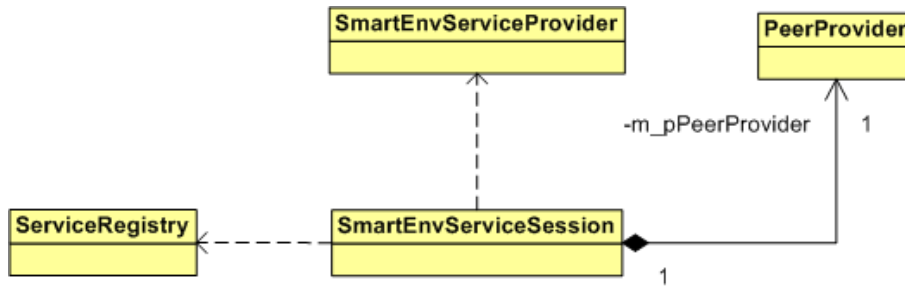 SmartEnvServiceProvider
PeerProvider
-m_pPeerProvider
1
ServiceRegistry
SmartEnvServiceSession
1